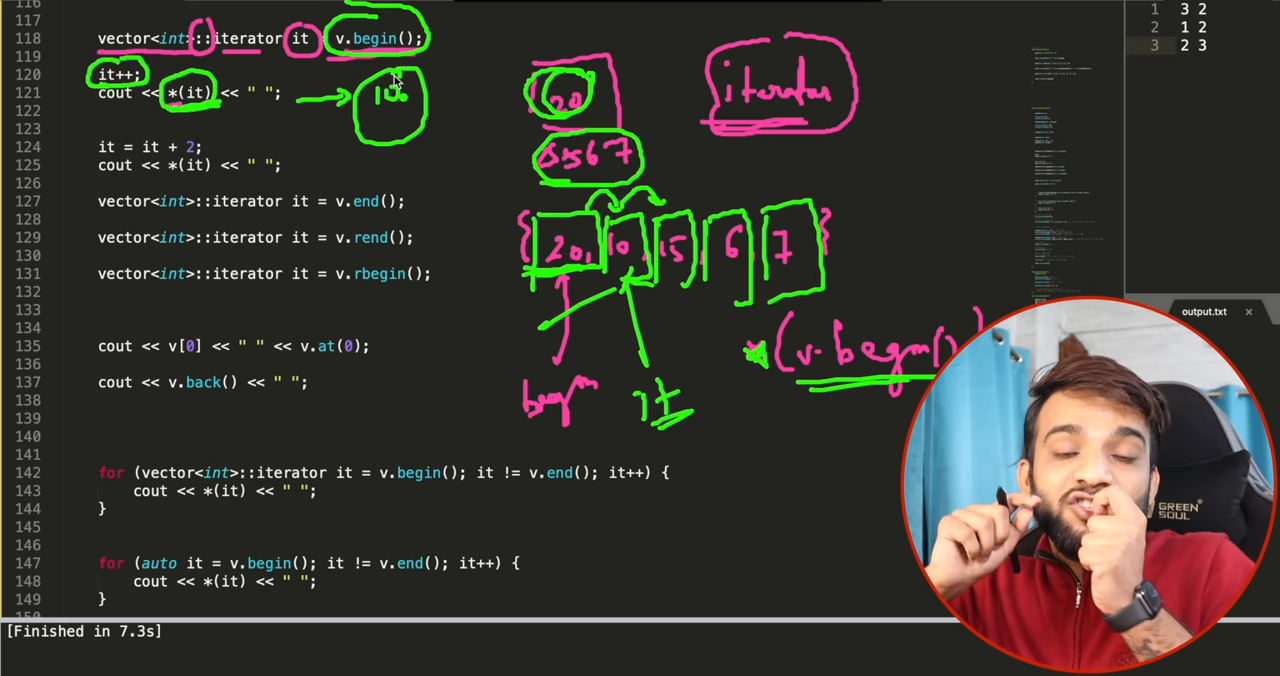 116
117
118 vector<int>::iterator it = v.begin();
119
120 it++;
121 cout << *(it) << " ";
122
123
124 it = it + 2;
125 cout << *(it) << " ";
126
127 vector<int>::iterator it = v.end();
128
129 vector<int>::iterator it = v.rend();
130
131 vector<int>::iterator it = v.rbegin();
132
133
134
135 cout << v[0] << " " << v.at(0);
136
137 cout << v.back() << " ";
138
139
140
141
142 for (vector<int>::iterator it = v.begin(); it != v.end(); it++) {
143 cout << *(it) << " ";
144 }
145
146
147 for (auto it = v.begin(); it != v.end(); it++) {
148 cout << *(it) << " ";
149 }
150
20
iterator
{20, 10, 15, 6, 7}
*(v.begin()
begin
it
1 3 2
2 1 2
3 2 3
output.txt ×
GREEN
SOUL
[Finished in 7.3s]